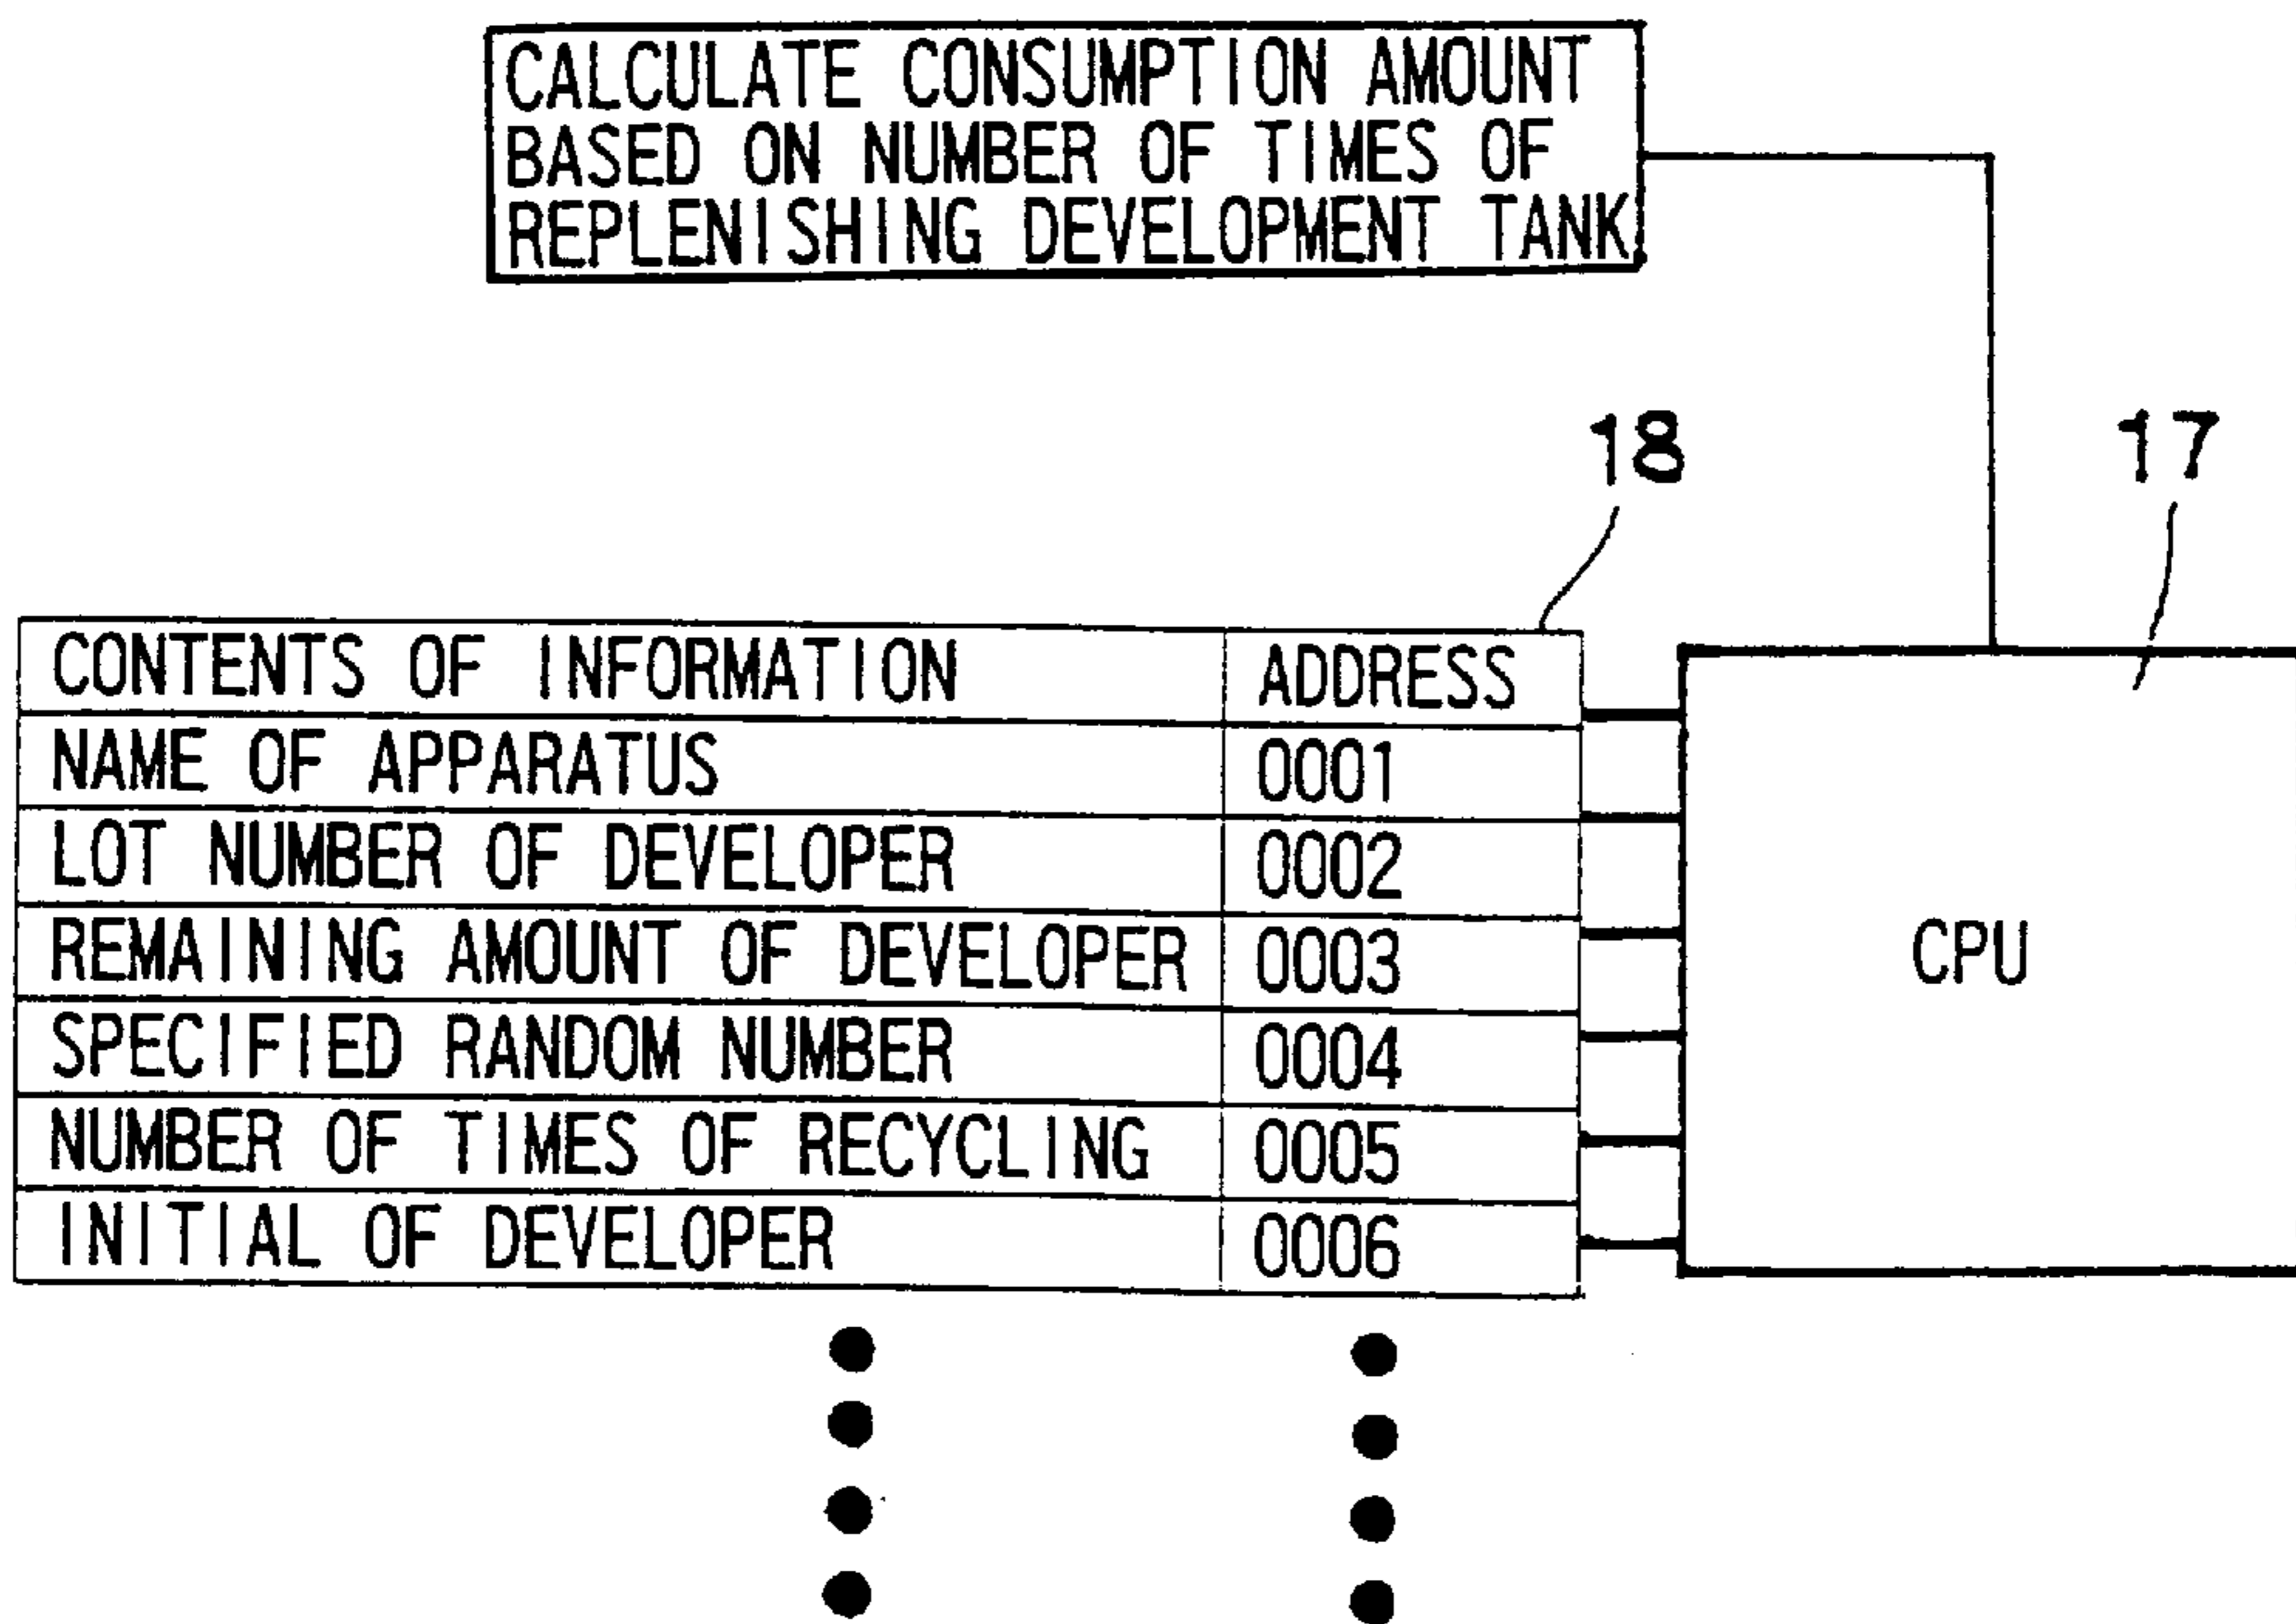 CALCULATE CONSUMPTION AMOUNT
BASED ON NUMBER OF TIMES OF
REPLENISHING DEVELOPMENT TANK
18
17
CONTENTS OF INFORMATION ADDRESS
NAME OF APPARATUS 0001
LOT NUMBER OF DEVELOPER 0002
REMAINING AMOUNT OF DEVELOPER 0003
CPU
SPECIFIED RANDOM NUMBER 0004
NUMBER OF TIMES OF RECYCLING 0005
INITIAL OF DEVELOPER 0006